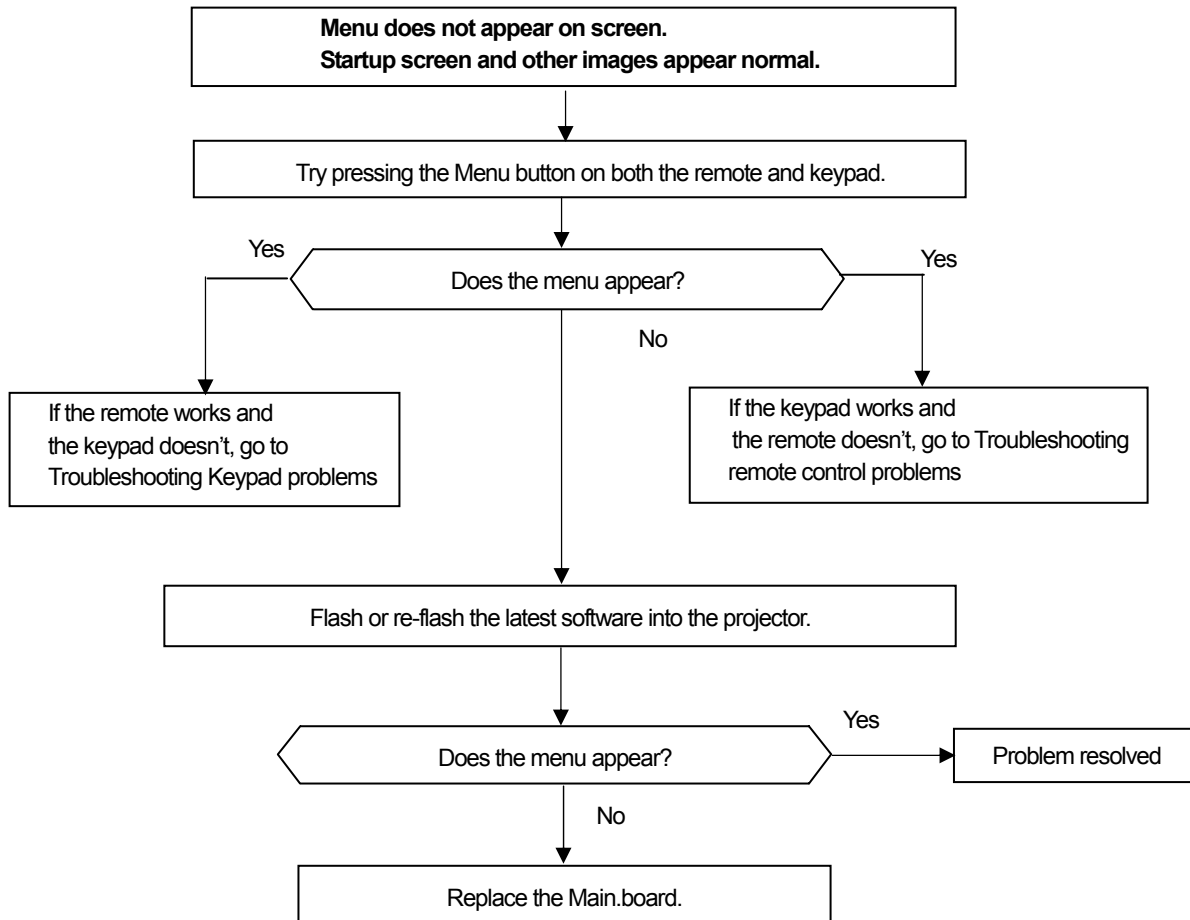 Menu does not appear on screen.
Startup screen and other images appear normal.
Try pressing the Menu button on both the remote and keypad.
Yes
Does the menu appear?
Yes
No
If the remote works and
the keypad doesn't, go to
Troubleshooting Keypad problems
If the keypad works and
the remote doesn't, go to Troubleshooting
remote control problems
Flash or re-flash the latest software into the projector.
Yes
Does the menu appear?
Problem resolved
No
Replace the Main.board.